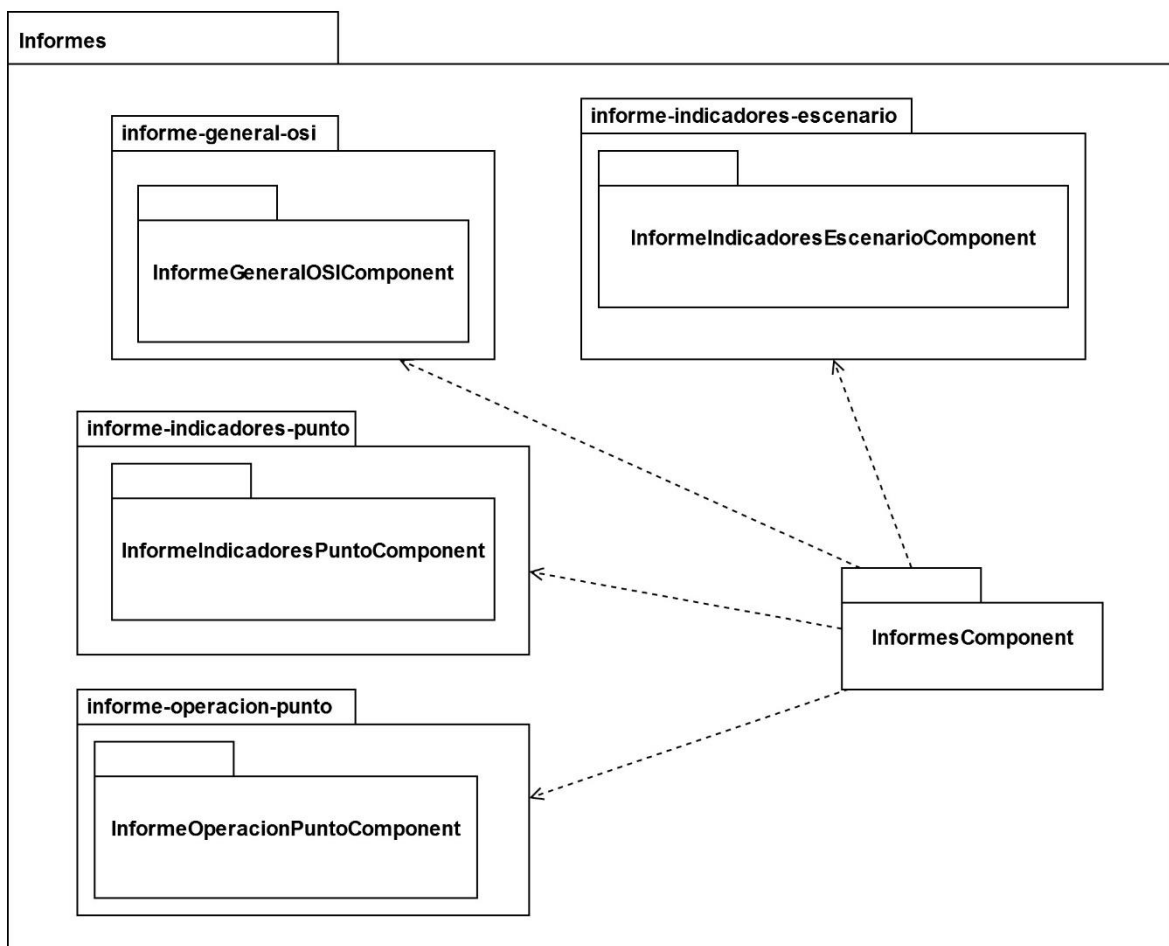 Informes
informe-general-osi
InformeGeneralOSIComponent
informe-indicadores-escenario
InformeIndicadoresEscenarioComponent
informe-indicadores-punto
InformeIndicadoresPuntoComponent
InformesComponent
informe-operacion-punto
InformeOperacionPuntoComponent